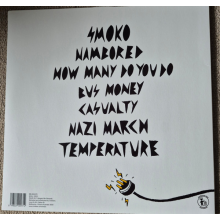 SMOKO
NAMBORED
HOW MANY DO YOU DO
BUS MONEY
CASUALTY
NAZI MARCH
TEMPERATURE